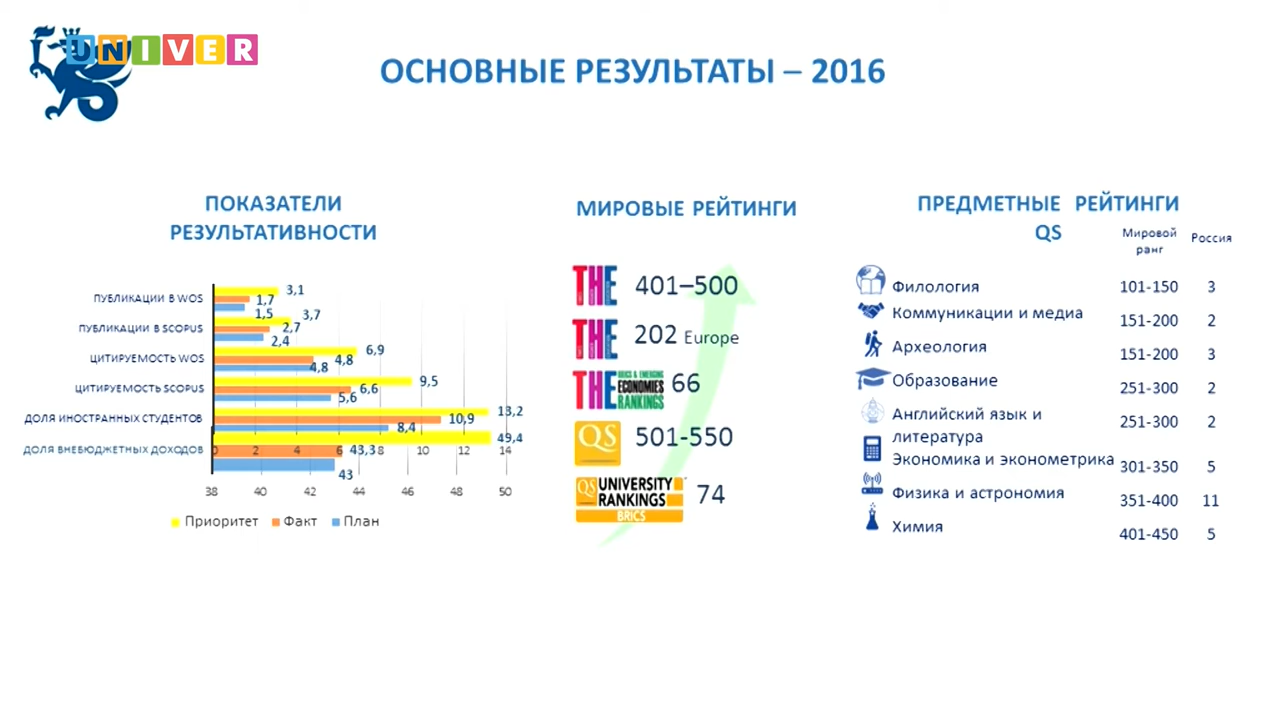 UNIVER
ОСНОВНЫЕ РЕЗУЛЬТАТЫ – 2016
ПОКАЗАТЕЛИ
РЕЗУЛЬТАТИВНОСТИ
ПУБЛИКАЦИИ В WOS
3,1
1,7
1,5
ПУБЛИКАЦИИ В SCOPUS
3,7
2,7
2,4
ЦИТИРУЕМОСТЬ WOS
6,9
4,8
4,8
ЦИТИРУЕМОСТЬ SCOPUS
9,5
6,6
5,6
ДОЛЯ ИНОСТРАННЫХ СТУДЕНТОВ
13,2
10,9
8,4
ДОЛЯ ВНЕБЮДЖЕТНЫХ ДОХОДОВ
49,4
43,3
43
0 2 4 6 8 10 12 14
38 40 42 44 46 48 50
Приоритет Факт План
МИРОВЫЕ РЕЙТИНГИ
THE 401–500
THE 202 Europe
THE BRICS & EMERGING ECONOMIES RANKINGS 66
QS 501-550
QS UNIVERSITY RANKINGS BRICS 74
ПРЕДМЕТНЫЕ РЕЙТИНГИ
QS
Мировой ранг Россия
Филология 101-150 3
Коммуникации и медиа 151-200 2
Археология 151-200 3
Образование 251-300 2
Английский язык и
литература 251-300 2
Экономика и эконометрика 301-350 5
Физика и астрономия 351-400 11
Химия 401-450 5